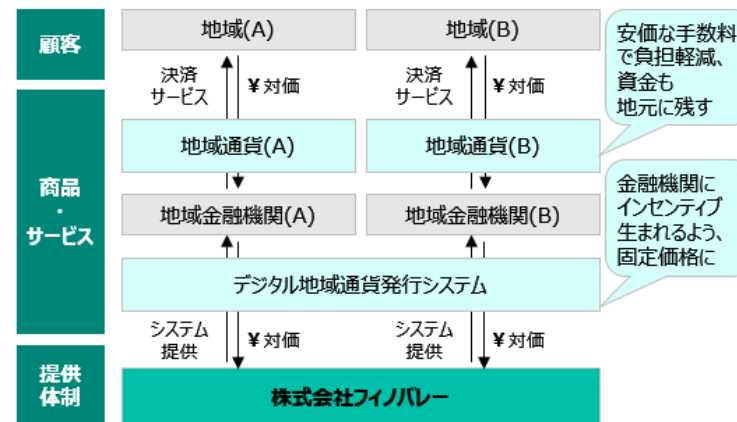 顧客
地域(A)
地域(B)
決済
サービス
¥対価
決済
サービス
¥対価
安価な手数料
で負担軽減、
資金も
地元に残す
商品
・
サービス
地域通貨(A)
地域通貨(B)
地域金融機関(A)
地域金融機関(B)
金融機関に
インセンティブ
生まれるよう、
固定価格に
デジタル地域通貨発行システム
システム
提供
¥対価
システム
提供
¥対価
提供
体制
株式会社フィノバレー